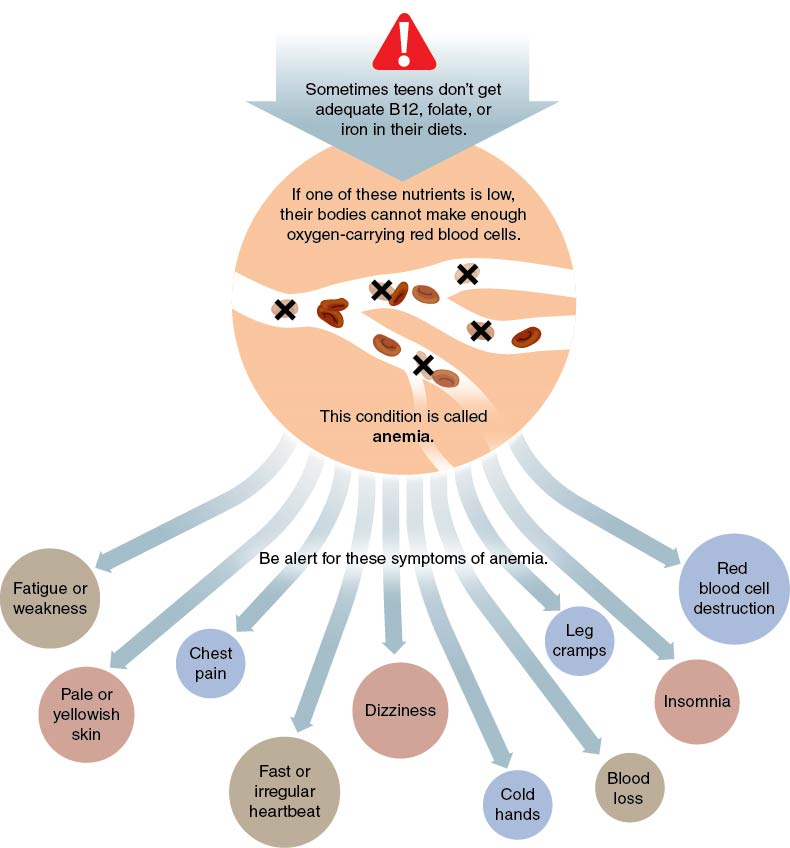 Sometimes teens don't get
adequate B12, folate, or
iron in their diets.
If one of these nutrients is low,
their bodies cannot make enough
oxygen-carrying red blood cells.
This condition is called
anemia.
Be alert for these symptoms of anemia.
Fatigue or
weakness
Pale or
yellowish
skin
Chest
pain
Fast or
irregular
heartbeat
Dizziness
Cold
hands
Leg
cramps
Blood
loss
Insomnia
Red
blood cell
destruction